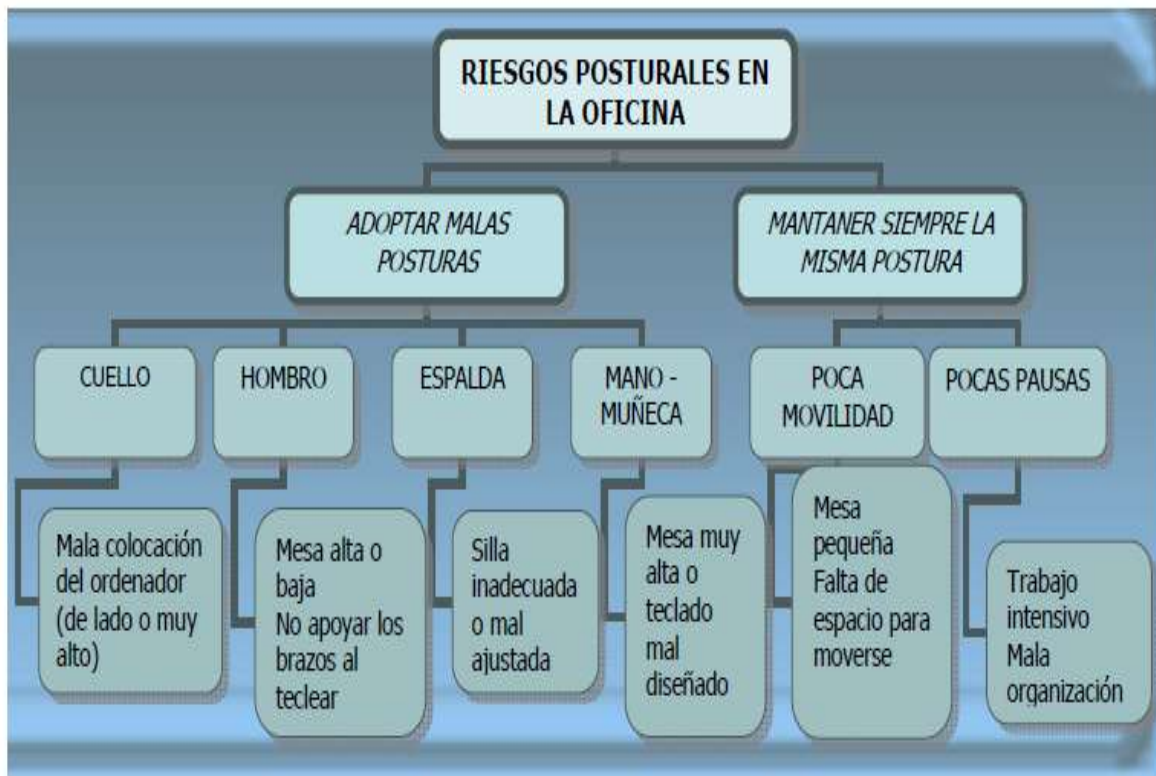 RIESGOS POSTURALES EN
LA OFICINA
ADOPTAR MALAS
POSTURAS
MANTANER SIEMPRE LA
MISMA POSTURA
CUELLO
HOMBRO
ESPALDA
MANO -
MUÑECA
POCA
MOVILIDAD
POCAS PAUSAS
Mala colocación
del ordenador
(de lado o muy
alto)
Mesa alta o
baja
No apoyar los
brazos al
teclear
Silla
inadecuada
o mal
ajustada
Mesa muy
alta o
teclado
mal
diseñado
Mesa
pequeña
Falta de
espacio para
moverse
Trabajo
intensivo
Mala
organización